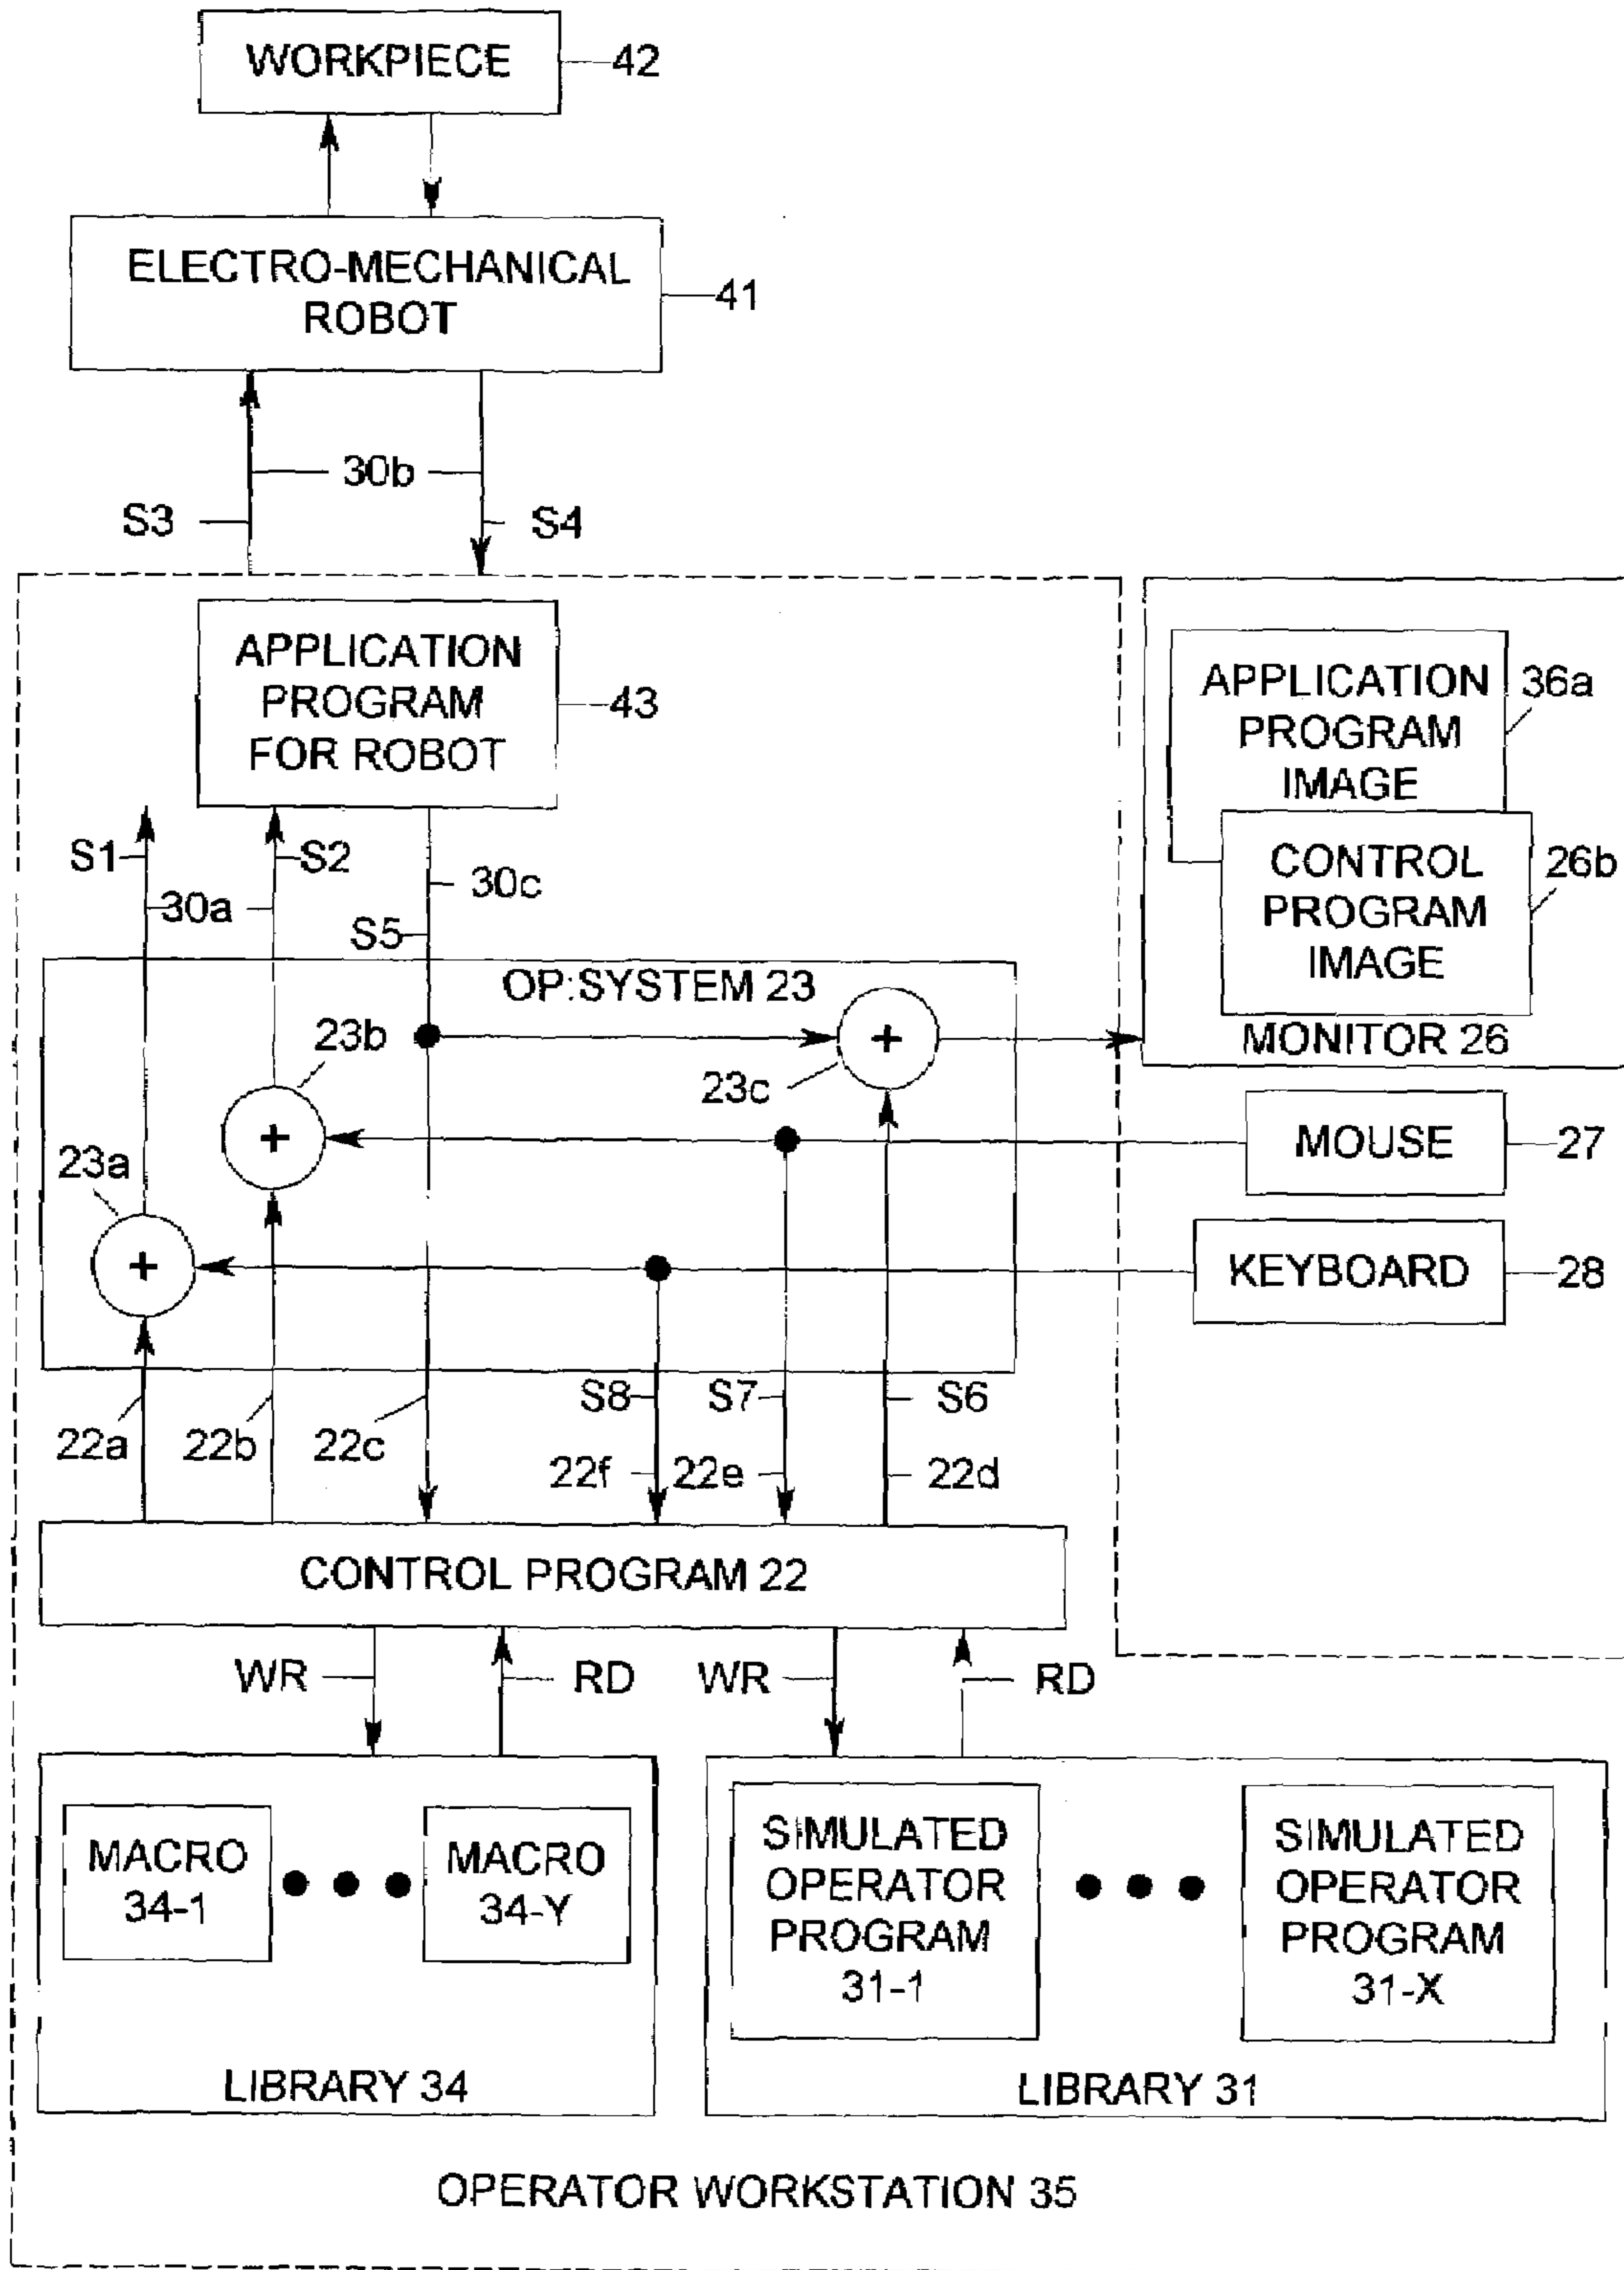 WORKPIECE
42
ELECTRO-MECHANICAL
ROBOT
41
30b
S3
S4
APPLICATION
PROGRAM
FOR ROBOT
43
APPLICATION
PROGRAM
IMAGE
36a
CONTROL
PROGRAM
IMAGE
26b
MONITOR 26
S1
S2
30a
30c
S5
OP:SYSTEM 23
23b
23c
23a
MOUSE
27
KEYBOARD
28
S8
S7
S6
22a
22b
22c
22f
22e
22d
CONTROL PROGRAM 22
WR
RD
WR
RD
MACRO
34-1
MACRO
34-Y
LIBRARY 34
SIMULATED
OPERATOR
PROGRAM
31-1
SIMULATED
OPERATOR
PROGRAM
31-X
LIBRARY 31
OPERATOR WORKSTATION 35